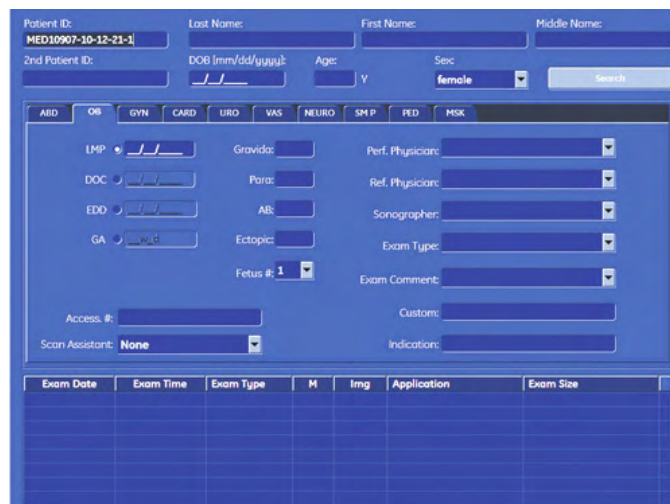 Patient ID: Last Name: First Name: Middle Name:
MED10907-10-12-21-1
2nd Patient ID: DOB [mm/dd/yyyy]: Age: Sex:
__/__/____ Y female Search
ABD OB GYN CARD URO VAS NEURO SM P PED MSK
LMP __/__/____ Gravida: Perf. Physician:
DOC __/__/____ Para: Ref. Physician:
EDD __/__/____ AB: Sonographer:
GA __w_d Ectopic: Exam Type:
Fetus #: 1 Exam Comment:
Access. #: Custom:
Scan Assistant: None Indication:
Exam Date Exam Time Exam Type M Img Application Exam Size